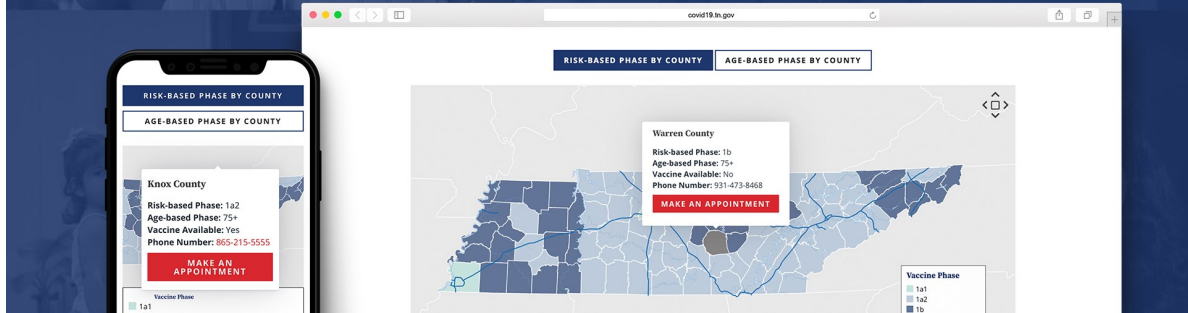 covid19.tn.gov
RISK-BASED PHASE BY COUNTY
AGE-BASED PHASE BY COUNTY
Warren County
Risk-based Phase: 1b
Age-based Phase: 75+
Vaccine Available: No
Phone Number: 931-473-8468
MAKE AN APPOINTMENT
Vaccine Phase
1a1
1a2
1b
RISK-BASED PHASE BY COUNTY
AGE-BASED PHASE BY COUNTY
Knox County
Risk-based Phase: 1a2
Age-based Phase: 75+
Vaccine Available: Yes
Phone Number: 865-215-5555
MAKE AN
APPOINTMENT
Vaccine Phase
1a1